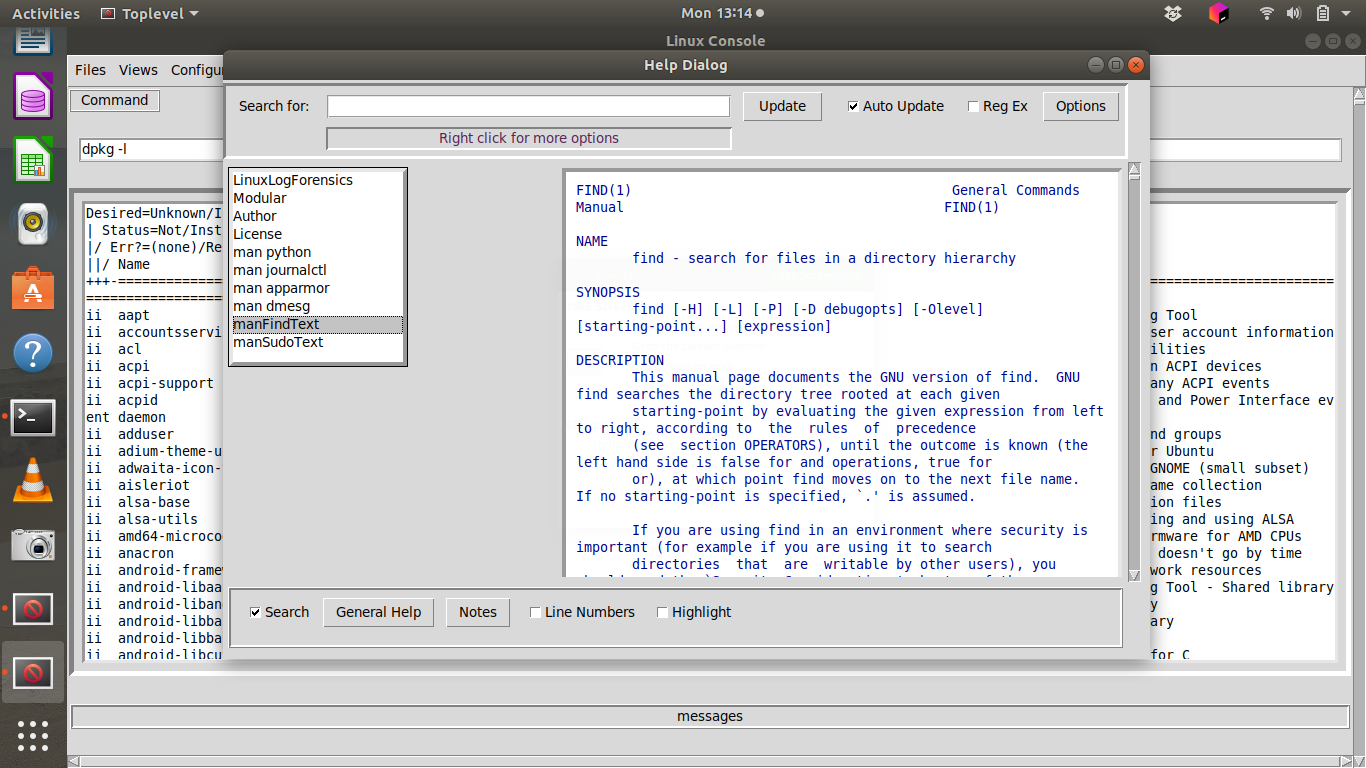 Activities Toplevel Mon 13:14
Linux Console
Files Views Configu
Help Dialog
Command
Search for: Update Auto Update Reg Ex Options
Right click for more options
dpkg -l
LinuxLogForensics
Modular
Author
License
man python
man journalctl
man apparmor
man dmesg
manFindText
manSudoText
FIND(1) General Commands
Manual FIND(1)
NAME
find - search for files in a directory hierarchy
SYNOPSIS
find [-H] [-L] [-P] [-D debugopts] [-Olevel]
[starting-point...] [expression]
DESCRIPTION
This manual page documents the GNU version of find. GNU
find searches the directory tree rooted at each given
starting-point by evaluating the given expression from left
to right, according to the rules of precedence
(see section OPERATORS), until the outcome is known (the
left hand side is false for and operations, true for
or), at which point find moves on to the next file name.
If no starting-point is specified, `.' is assumed.
If you are using find in an environment where security is
important (for example if you are using it to search
directories that are writable by other users), you
Search General Help Notes Line Numbers Highlight
Desired=Unknown/I
| Status=Not/Inst
|/ Err?=(none)/Re
||/ Name
+++-==============
=================
ii aapt
ii accountsservi
ii acl
ii acpi
ii acpi-support
ii acpid
ent daemon
ii adduser
ii adium-theme-u
ii adwaita-icon-
ii aisleriot
ii alsa-base
ii alsa-utils
ii amd64-microco
ii anacron
ii android-framew
ii android-libaa
ii android-liban
ii android-libba
ii android-libba
ii android-libcu
g Tool
ser account information
ilities
n ACPI devices
any ACPI events
and Power Interface ev
nd groups
r Ubuntu
GNOME (small subset)
ame collection
ion files
ing and using ALSA
rmware for AMD CPUs
doesn't go by time
work resources
g Tool - Shared library
y
ary
for C
messages